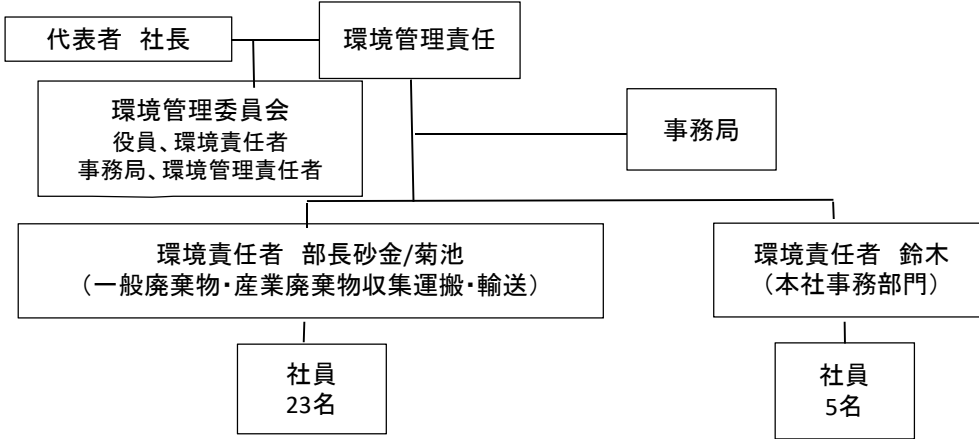 代表者 社長
環境管理責任
環境管理委員会
役員、環境責任者
事務局、環境管理責任者
事務局
環境責任者 部長砂金/菊池
（一般廃棄物・産業廃棄物収集運搬・輸送）
環境責任者 鈴木
（本社事務部門）
社員
23名
社員
5名